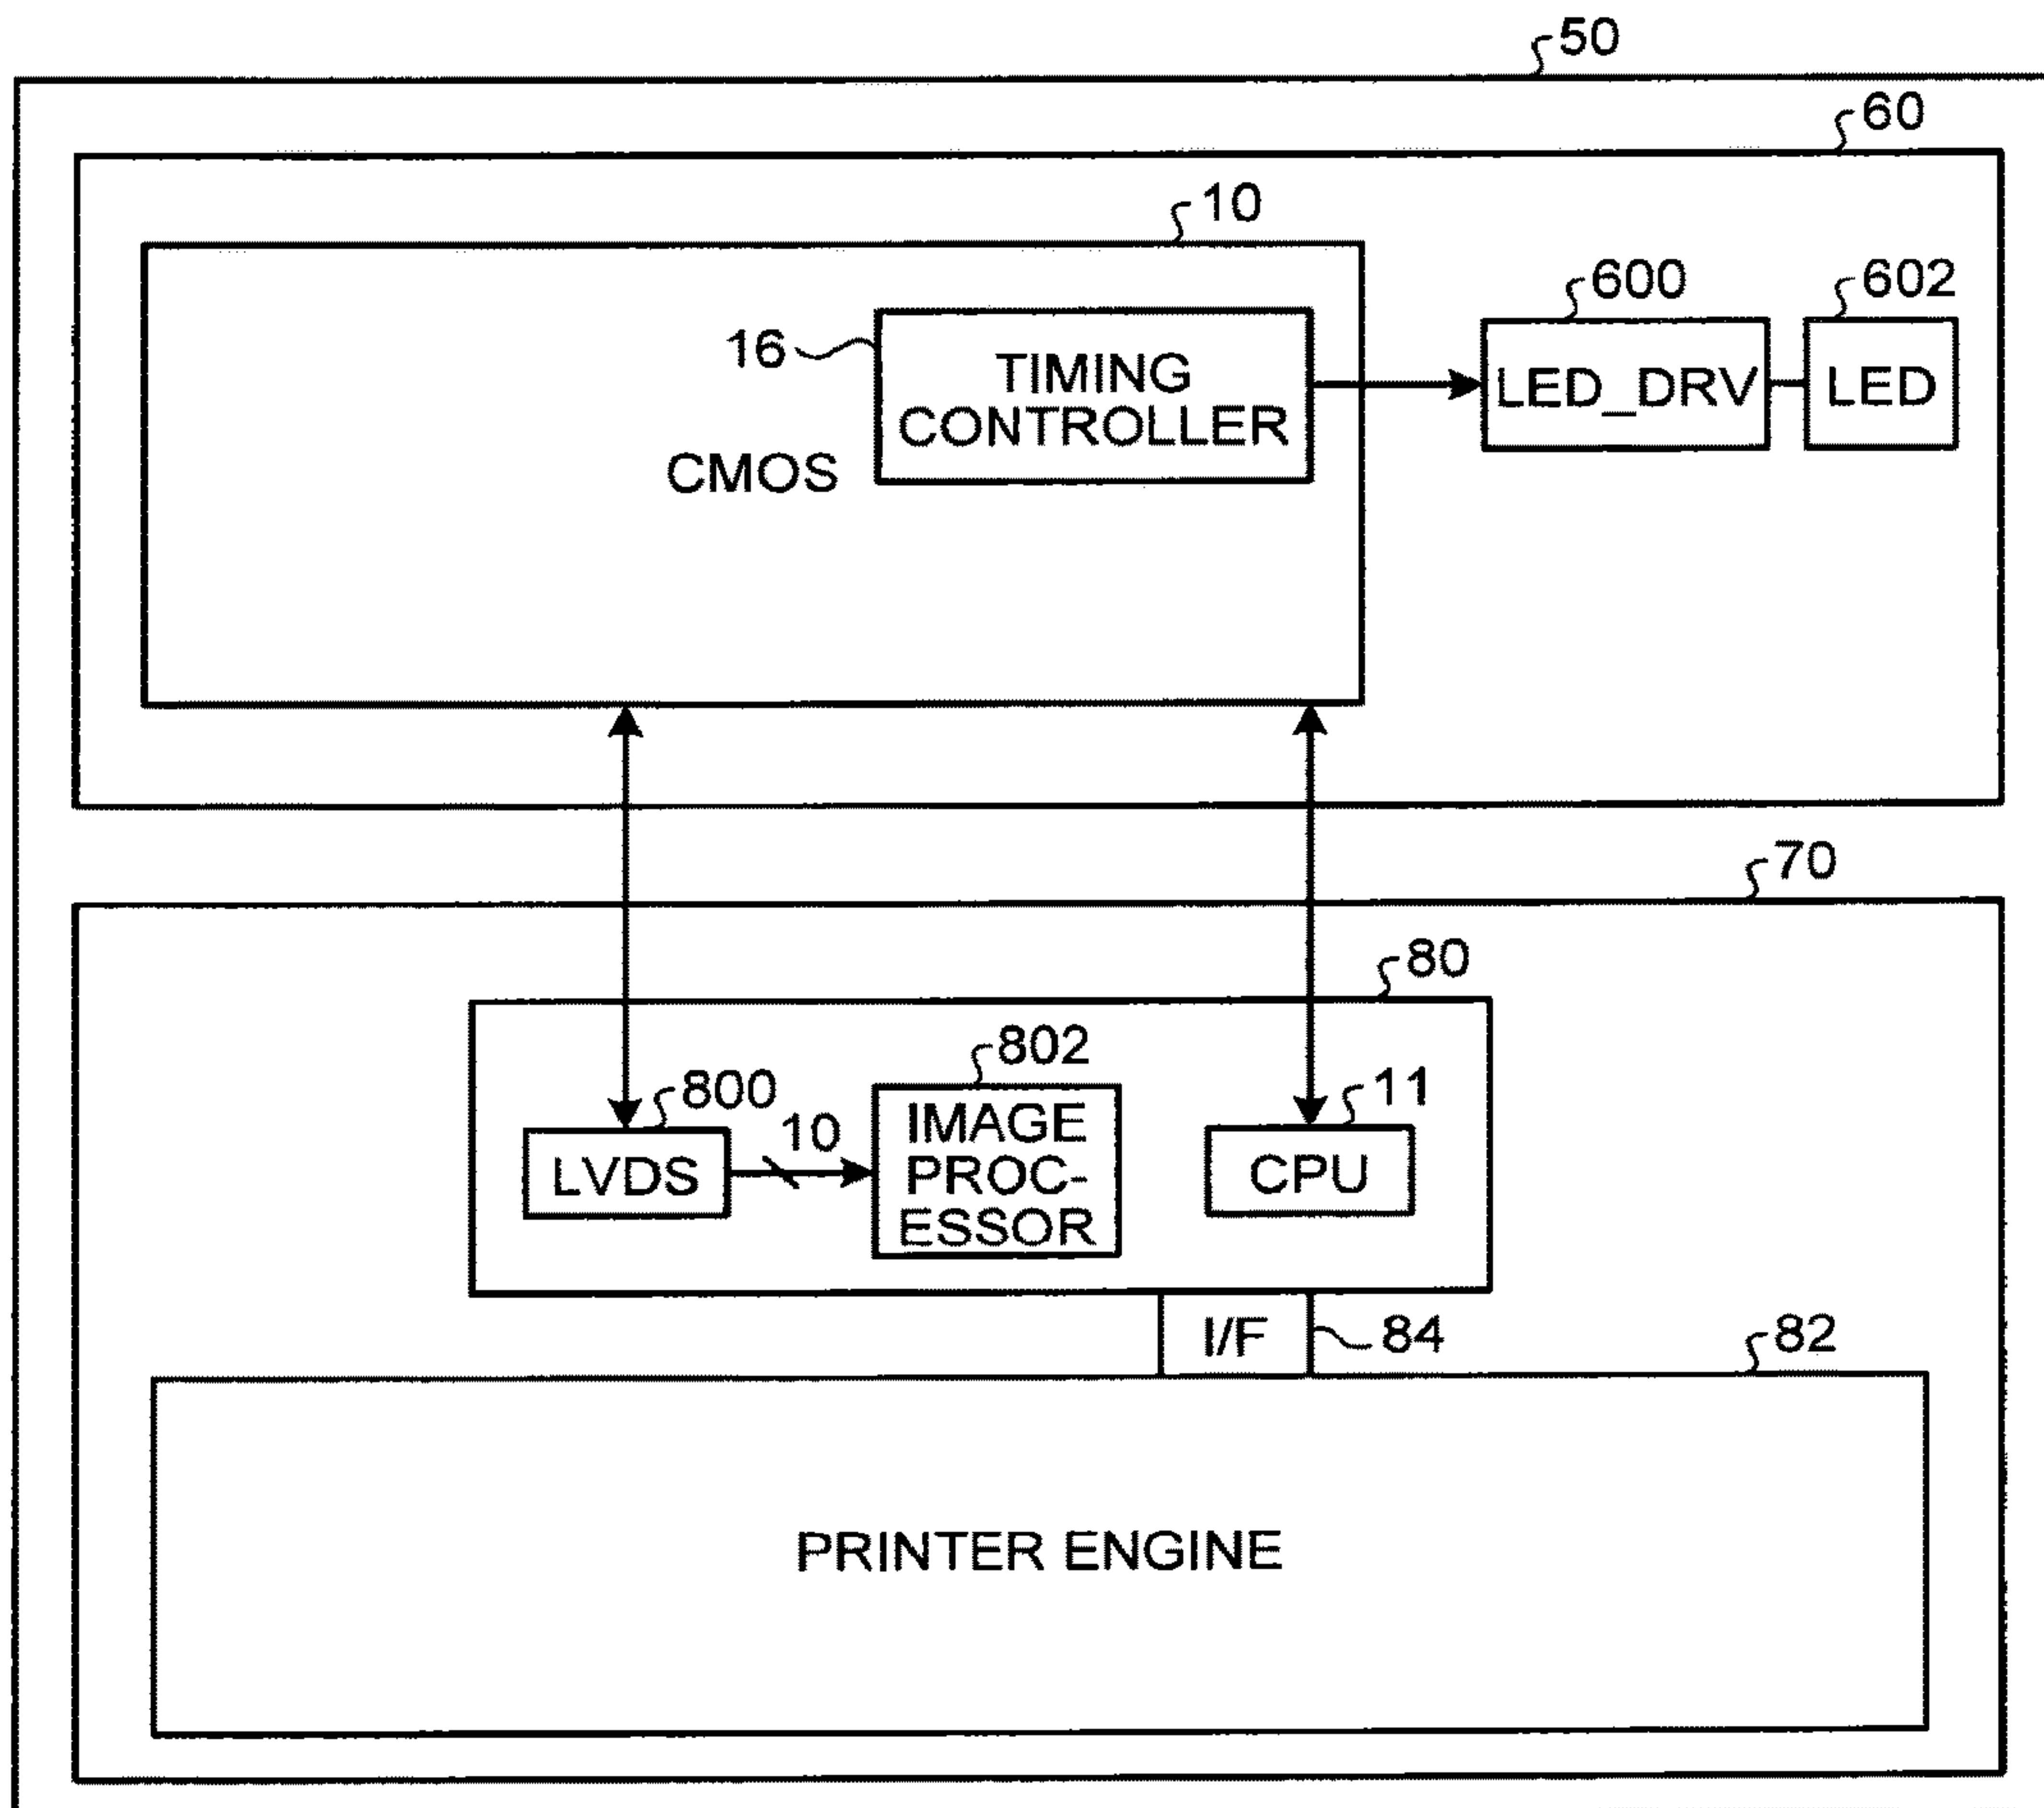 50
60
10
600
602
16
TIMING
CONTROLLER
LED_DRV
LED
CMOS
70
80
802
800
10
11
LVDS
IMAGE
PROC-
ESSOR
CPU
I/F
84
82
PRINTER ENGINE